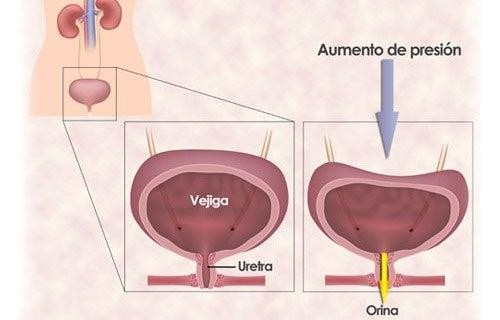 Aumento de presión
Vejiga
Uretra
Orina